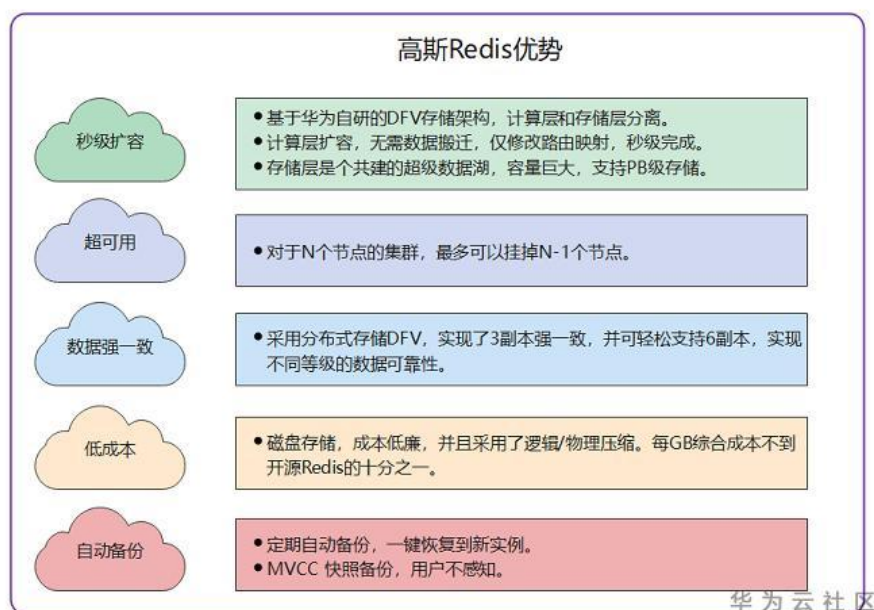 高斯Redis优势
秒级扩容
●基于华为自研的DFV存储架构，计算层和存储层分离。
●计算层扩容，无需数据搬迁，仅修改路由映射，秒级完成。
●存储层是个共建的超级数据湖，容量巨大，支持PB级存储。
超可用
●对于N个节点的集群，最多可以挂掉N-1个节点。
数据强一致
●采用分布式存储DFV，实现了3副本强一致，并可轻松支持6副本，实现
不同等级的数据可靠性。
低成本
●磁盘存储，成本低廉，并且采用了逻辑/物理压缩。每GB综合成本不到
开源Redis的十分之一。
自动备份
●定期自动备份，一键恢复到新实例。
●MVCC 快照备份，用户不感知。
华为云社区